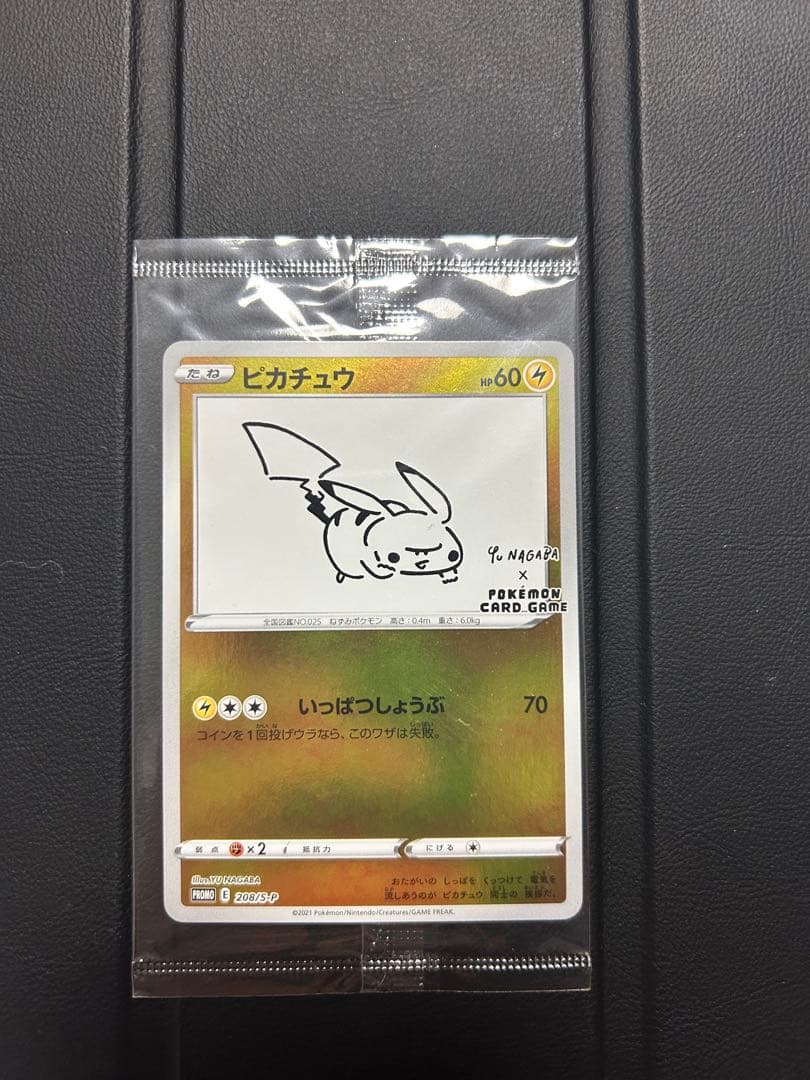 たね ピカチュウ HP60
YU NAGABA
×
POKÉMON
CARD GAME
全国図鑑NO.025 ねずみポケモン 高さ:0.4m 重さ:6.0kg
いっぱつしょうぶ 70
コインを1回投げウラなら、このワザは失敗。
弱点 ×2 抵抗力 にげる
illus.YU NAGABA
PROMO E 208/S-P
おたがいの しっぽを くっつけて 電気を
流しあうのが ピカチュウ 同士の 挨拶だ。
©2021 Pokémon/Nintendo/Creatures/GAME FREAK.